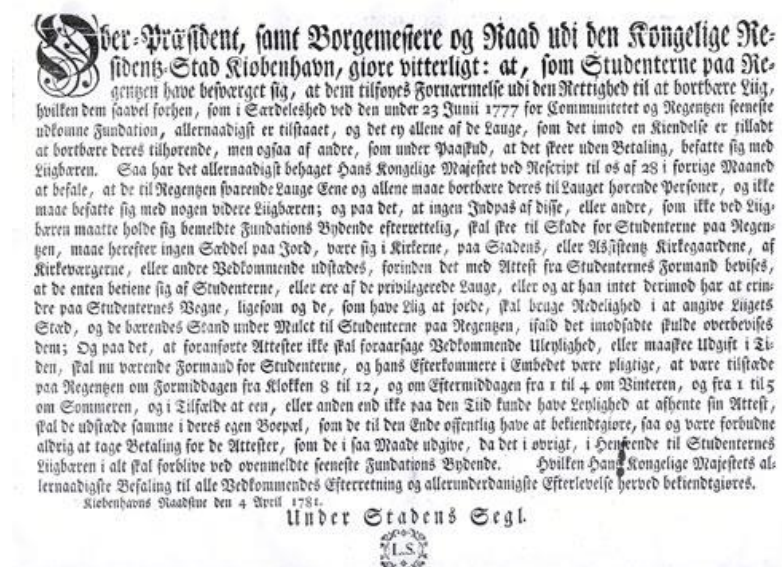 Ober-Præsident, samt Borgemestere og Raad udi den Kongelige Re=
sidentz-Stad Kiøbenhavn, giøre vitterligt: at, som Studenterne paa Re=
gentzen have besværget sig, at dem tilføyes Fornærmelse udi den Rettighed til at bortbære Liig,
hvilken dem saavel forhen, som i Særdeleshed ved den under 23 Junii 1777 for Communitetet og Regentzen seeneste
udkomne Fundation, allernaadigst er tilstaaet, og det ey allene af de Lauge, som det imod en Kiendelse er tilladt
at bortbære deres tilhørende, men ogsaa af andre, som under Paaskud, at det skeer uden Betaling, befatte sig med
Liigbæren. Saa har det allernaadigst behaget Hans Kongelige Majestet ved Rescript til os af 28 i forrige Maaned
at befale, at de til Regentzen svarende Lauge Eene og allene maae bortbære deres til Lauget hørende Personer, og ikke
maae befatte sig med nogen videre Liigbæren; og paa det, at ingen Indpas af disse, eller andre, som ikke ved Liig=
bæren maatte holde sig bemeldte Fundations Bydende efterrettelig, skal skee til Skade for Studenterne paa Regen=
tzen, maae herefter ingen Sæddel paa Jord, være sig i Kirkerne, paa Stadens, eller Assistentz Kirkegaardene, af
Kirkeværgerne, eller andre Vedkommende udstædes, forinden det med Attest fra Studenternes Formand bevises,
at de enten betiene sig af Studenterne, eller ere af de privilegerede Lauge, eller og at han intet derimod har at erin=
dre paa Studenternes Vegne, ligesom og de, som have Liig at jorde, skal bruge Redelighed i at angive Liigets
Stæd, og de bærendes Stand under Mulct til Studenterne paa Regentzen, ifald det imodsadte skulde overbevises
dem; Og paa det, at foranførte Attester ikke skal foraarsage Vedkommende Uleylighed, eller maaskee Udgift i Ti=
den, skal nu værende Formand for Studenterne, og hans Efterkommere i Embedet være pligtige, at være tilstæde
paa Regentzen om Formiddagen fra Klokken 8 til 12, og om Eftermiddagen fra 1 til 4 om Vinteren, og fra 1 til 5
om Sommeren, og i Tilfælde at een, eller anden end ikke paa den Tiid kunde have Leylighed at afhente sin Attest,
skal de udstæde samme i deres egen Boepæl, som de til den Ende offentlig have at bekiendtgiøre, saa og være forbudne
aldrig at tage Betaling for de Attester, som de i saa Maade udgive, da det i øvrigt, i Henseende til Studenternes
Liigbæren i alt skal forblive ved ovenmeldte seeneste Fundations Bydende. Hvilken Hans Kongelige Majestets al=
lernaadigste Befaling til alle Vedkommendes Efterretning og allerunderdanigste Efterlevelse herved bekiendtgiøres.
Kiøbenhavns Raadstue den 4 April 1781.
Under Stadens Segl.
L.S.